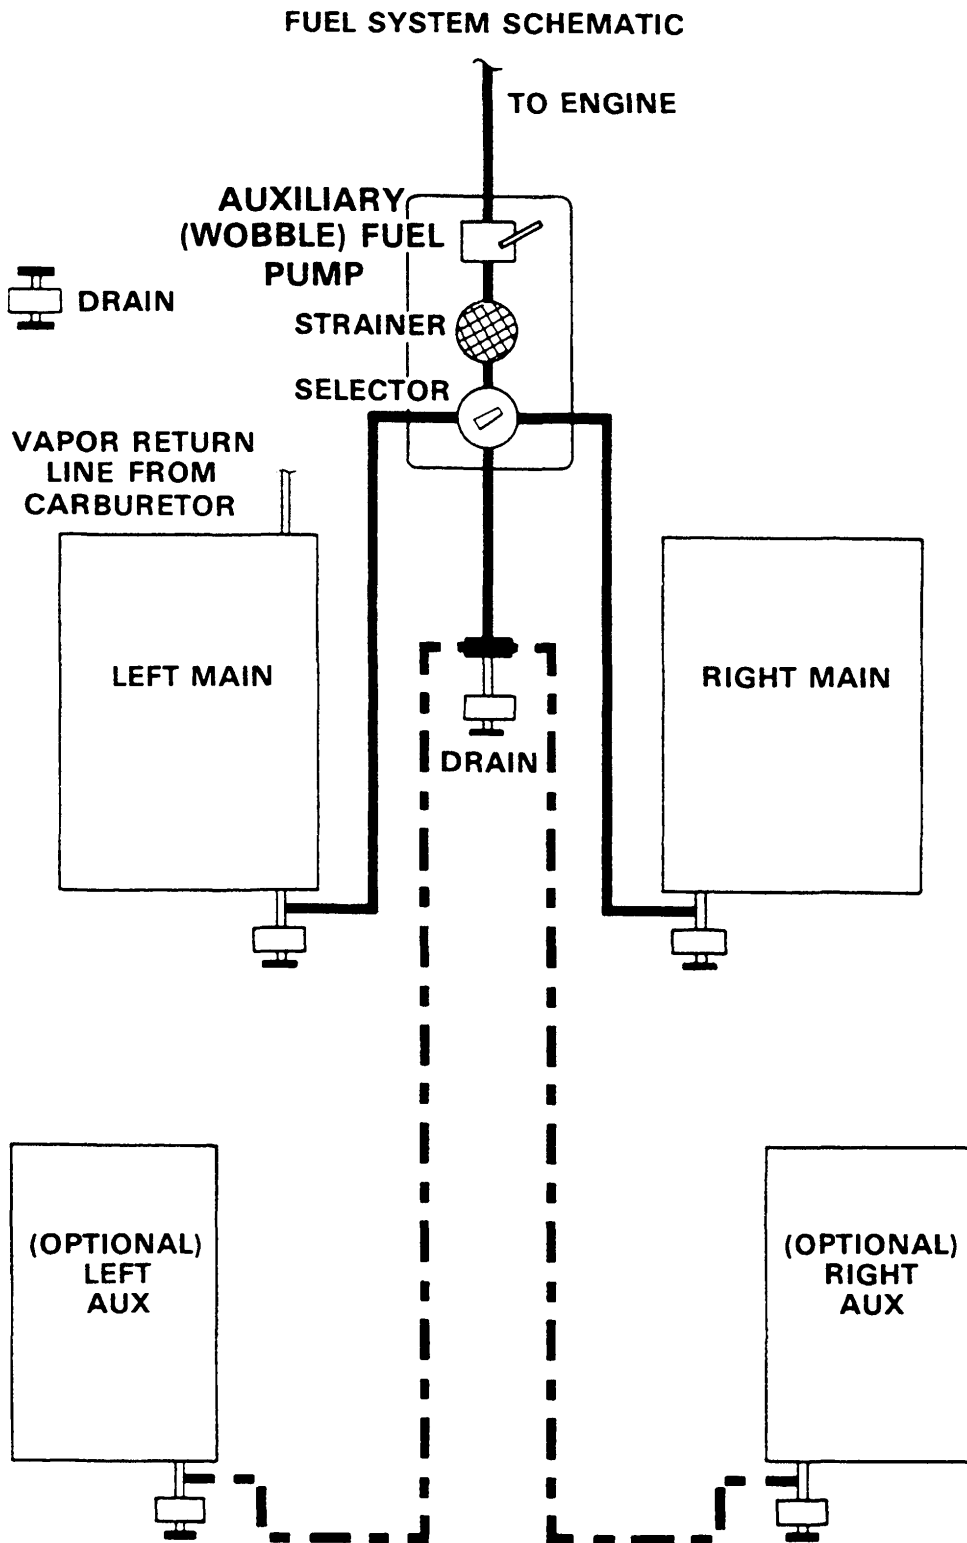 FUEL SYSTEM SCHEMATIC
TO ENGINE
AUXILIARY
(WOBBLE) FUEL
PUMP
DRAIN
STRAINER
SELECTOR
VAPOR RETURN
LINE FROM
CARBURETOR
LEFT MAIN
RIGHT MAIN
DRAIN
(OPTIONAL)
LEFT
AUX
(OPTIONAL)
RIGHT
AUX